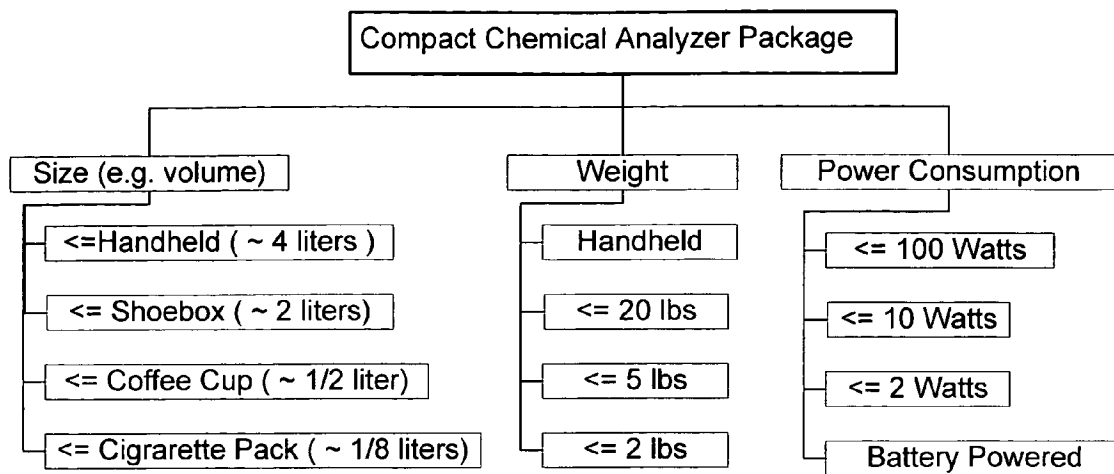 Compact Chemical Analyzer Package
Size (e.g. volume)
<=Handheld ( ~ 4 liters )
<= Shoebox ( ~ 2 liters)
<= Coffee Cup ( ~ 1/2 liter)
<= Cigrarette Pack ( ~ 1/8 liters)
Weight
Handheld
<= 20 lbs
<= 5 lbs
<= 2 lbs
Power Consumption
<= 100 Watts
<= 10 Watts
<= 2 Watts
Battery Powered